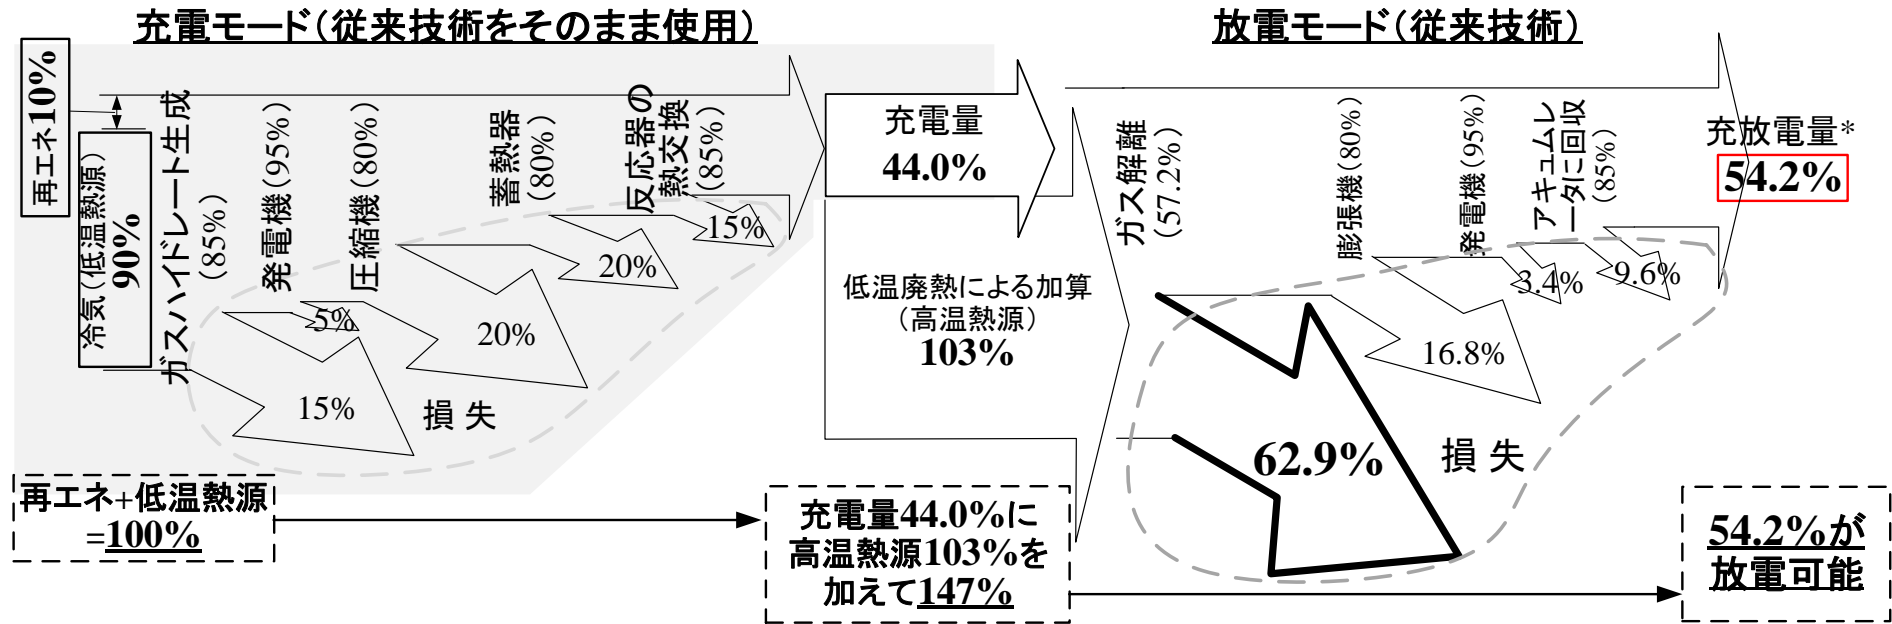 充電モード（従来技術をそのまま使用）
再エネ10%
冷気（低温熱源）
90%
ガスハイドレート生成
（85%）
発電機（95%）
圧縮機（80%）
蓄熱器
（80%）
反応器の
熱交換
（85%）
15%
5%
20%
20%
15%
損 失
再エネ+低温熱源
=100%
充電量
44.0%
低温廃熱による加算
（高温熱源）
103%
充電量44.0%に
高温熱源103%を
加えて147%
放電モード（従来技術）
ガス解離
（57.2%）
膨張機（80%）
発電機（95%）
アキュムレ
ータに回収
（85%）
62.9%
16.8%
3.4%
9.6%
損 失
充放電量*
54.2%
54.2%が
放電可能